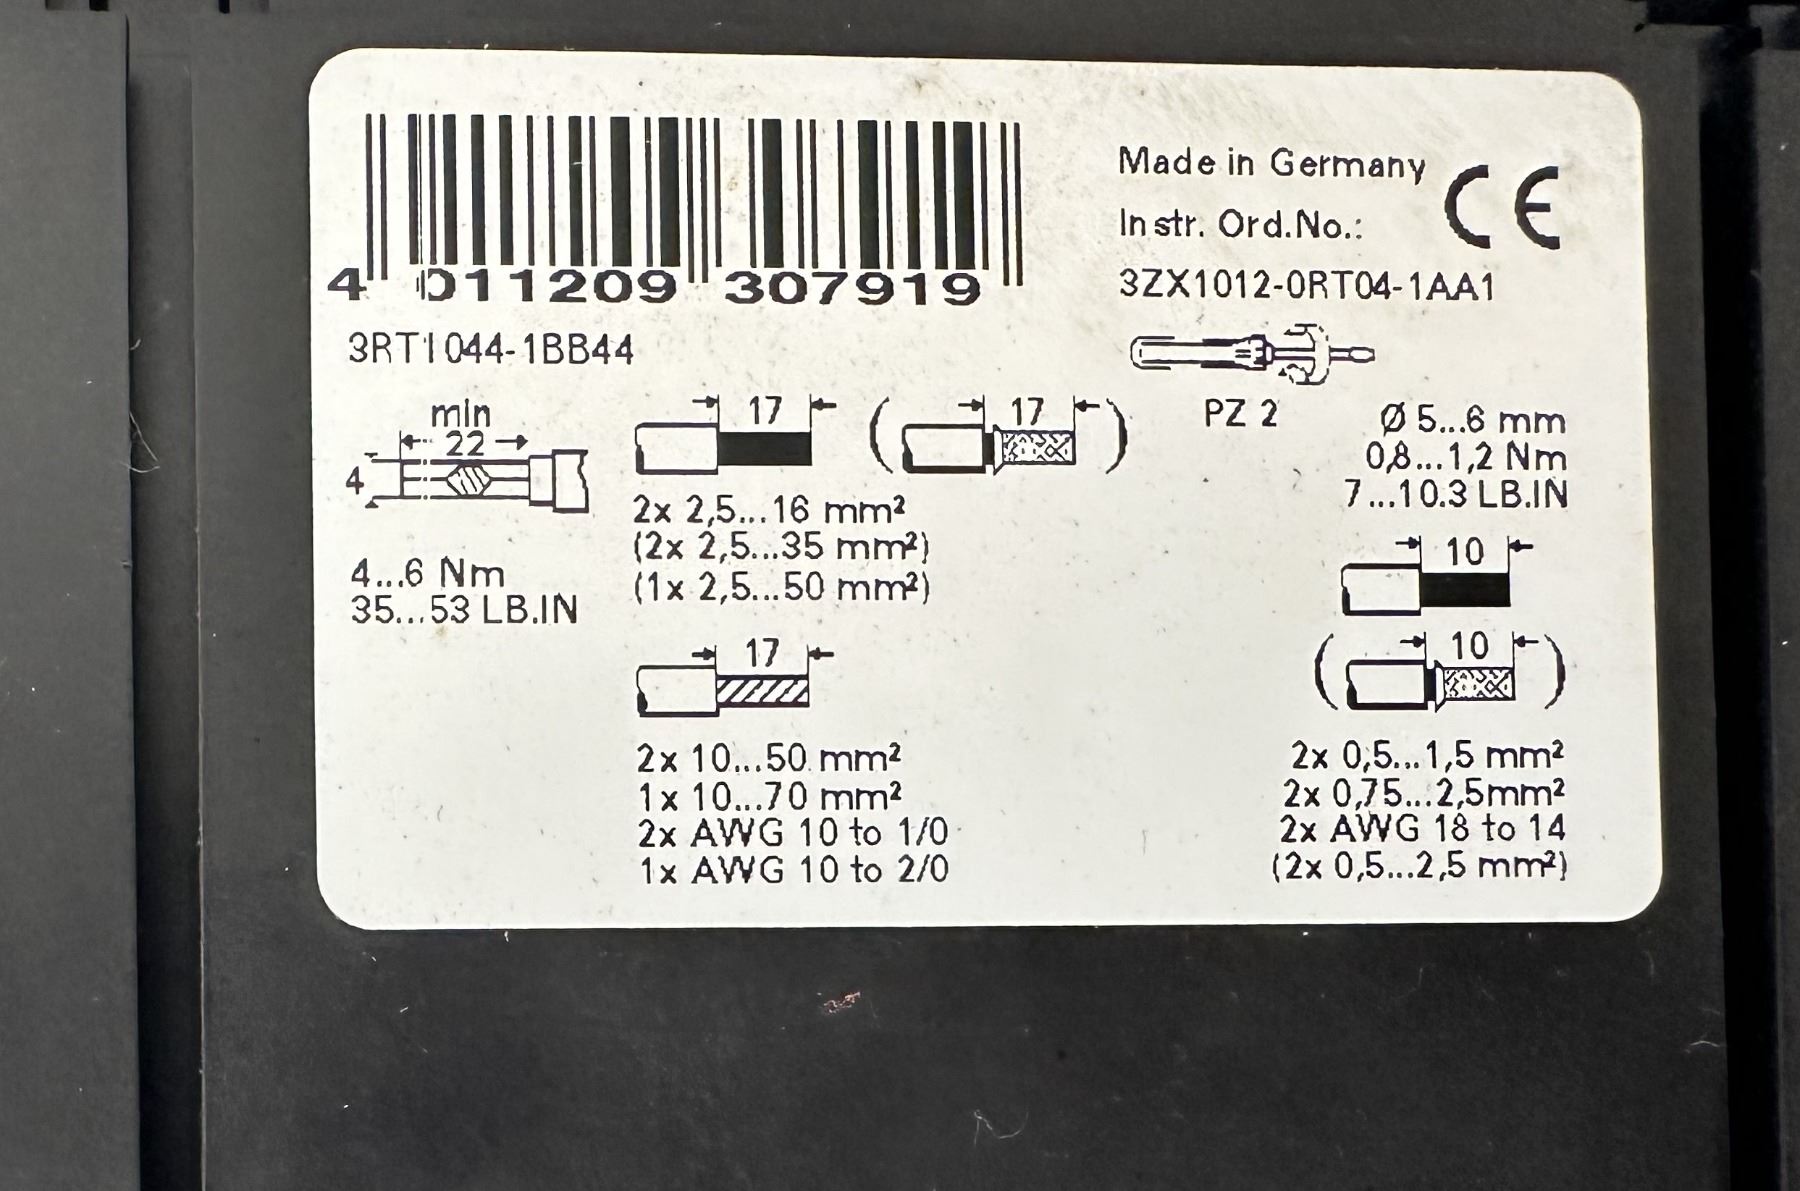 4 011209 307919
Made in Germany CE
Instr. Ord.No.:
3ZX1012-0RT04-1AA1
3RT1044-1BB44
min
22
4
4...6 Nm
35...53 LB.IN
17
17
2x 2,5...16 mm²
(2x 2,5...35 mm²)
(1x 2,5...50 mm²)
17
2x 10...50 mm²
1x 10...70 mm²
2x AWG 10 to 1/0
1x AWG 10 to 2/0
PZ 2
Ø 5...6 mm
0,8...1,2 Nm
7...10.3 LB.IN
10
10
2x 0,5...1,5 mm²
2x 0,75...2,5mm²
2x AWG 18 to 14
(2x 0,5...2,5 mm²)